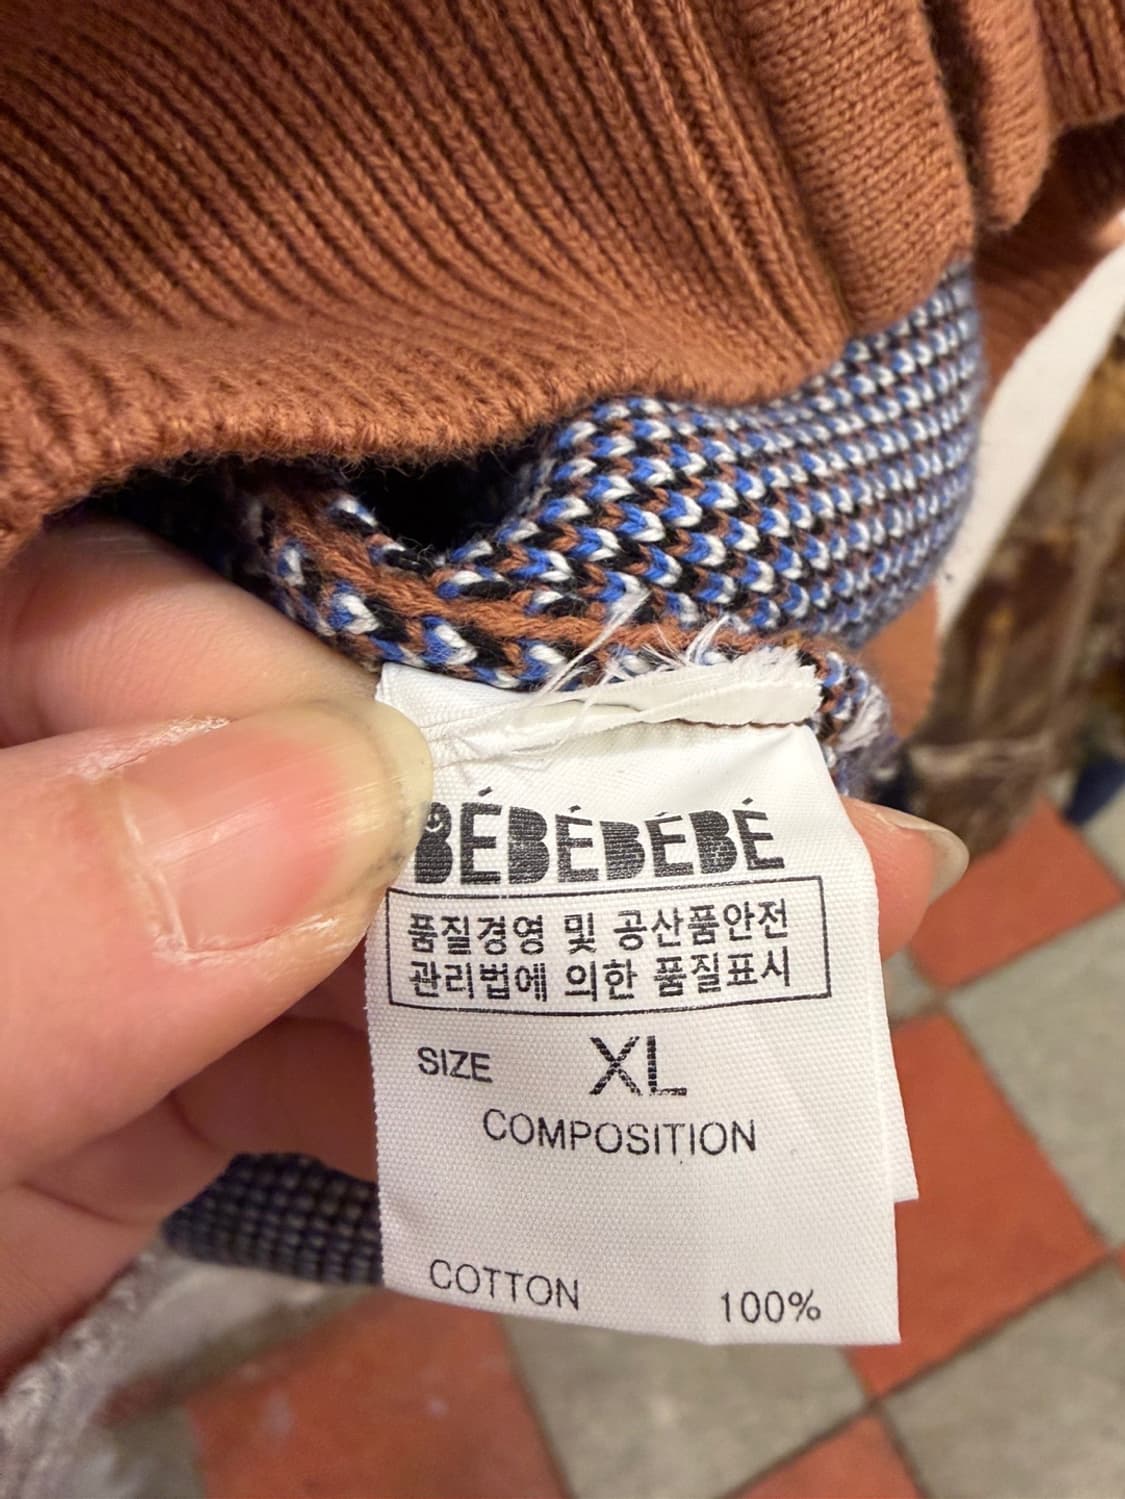 BÉBÉBÉBÉ
품질경영 및 공산품안전
관리법에 의한 품질표시
SIZE XL
COMPOSITION
COTTON 100%